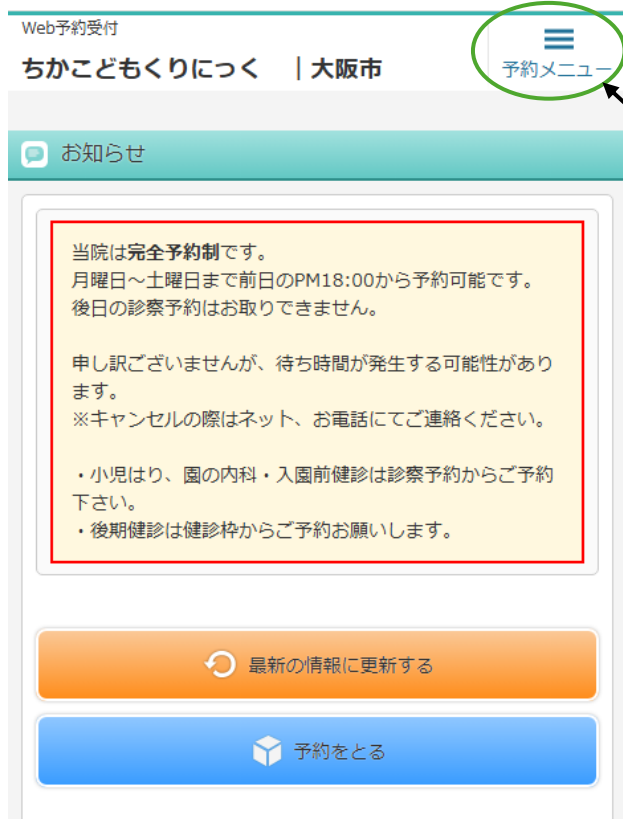 Web予約受付
ちかこどもくりにっく ｜大阪市
予約メニュー
お知らせ
当院は完全予約制です。
月曜日～土曜日まで前日のPM18:00から予約可能です。
後日の診察予約はお取りできません。
申し訳ございませんが、待ち時間が発生する可能性があり
ます。
※キャンセルの際はネット、お電話にてご連絡ください。
・小児はり、園の内科・入園前健診は診察予約からご予約
下さい。
・後期健診は健診枠からご予約お願いします。
最新の情報に更新する
予約をとる